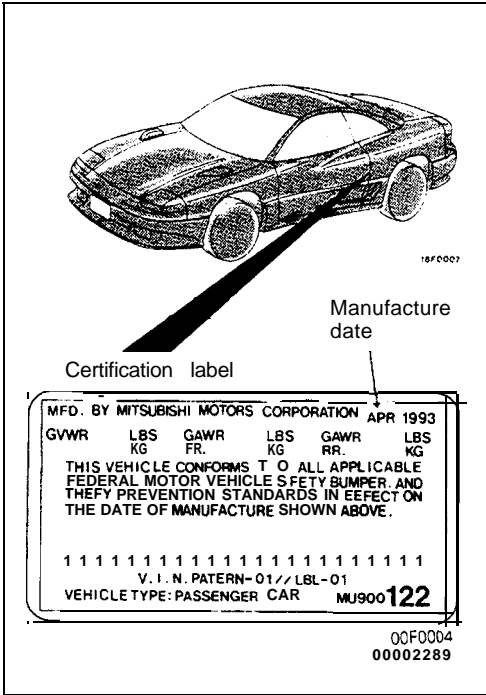 18F0007
Manufacture
date
Certification label
MFD. BY MITSUBISHI MOTORS CORPORATION APR 1993
GVWR LBS GAWR LBS GAWR LBS
KG FR. KG RR. KG
THIS VEHICLE CONFORMS T O ALL APPLICABLE
FEDERAL MOTOR VEHICLE SFETY BUMPER. AND
THEFY PREVENTION STANDARDS IN EEFECT ON
THE DATE OF MANUFACTURE SHOWN ABOVE.
1 1 1 1 1 1 1 1 1 1 1 1 1 1 1 1 1 1 1 1 1 1 1
V. I. N. PATERN-01// LBL-01
VEHICLE TYPE: PASSENGER CAR MU900122
00F0004
00002289